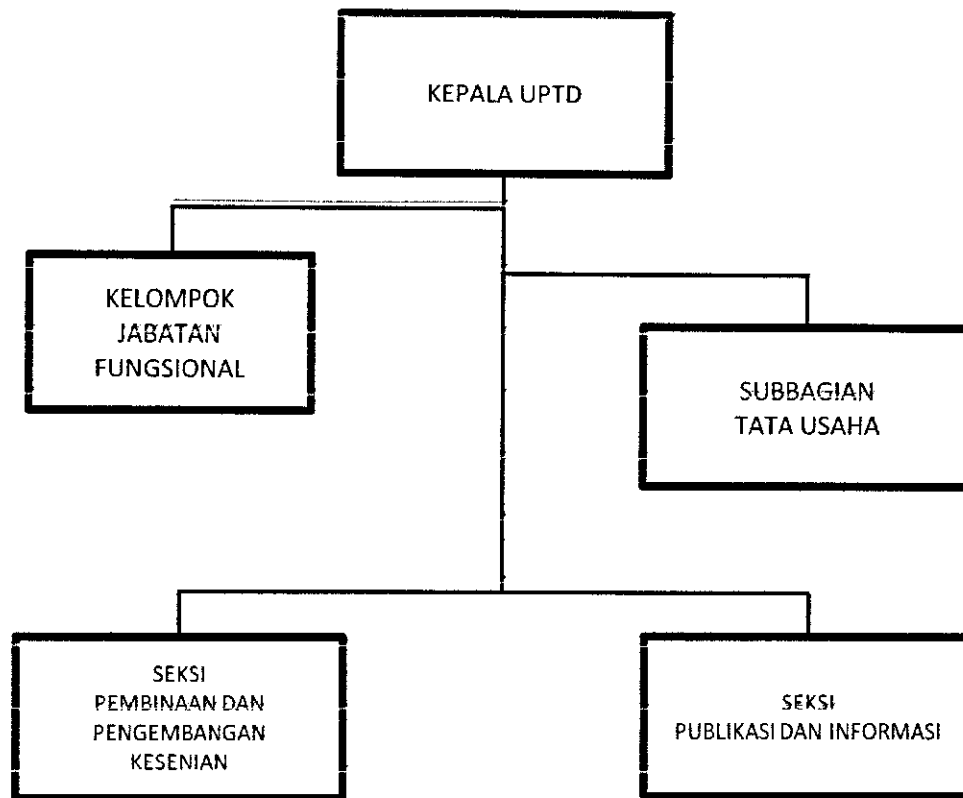 KEPALA UPTD
KELOMPOK
JABATAN
FUNGSIONAL
SUBBAGIAN
TATA USAHA
SEKSI
PEMBINAAN DAN
PENGEMBANGAN
KESENIAN
SEKSI
PUBLIKASI DAN INFORMASI